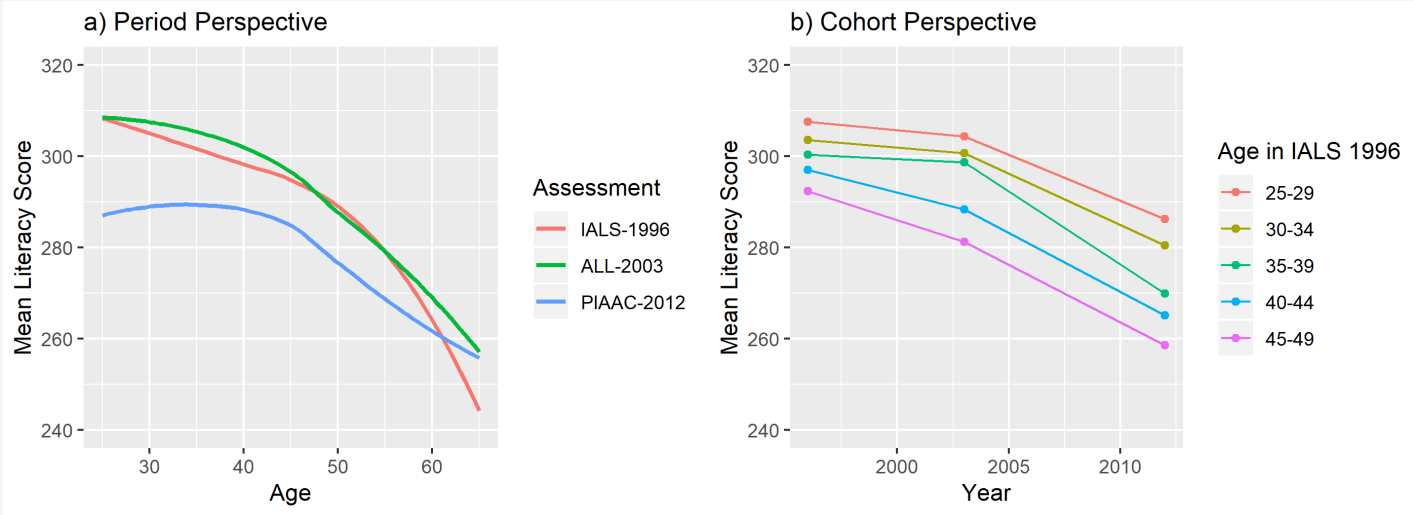 a) Period Perspective
Mean Literacy Score
320
300
280
260
240
30 40 50 60
Age
Assessment
IALS-1996
ALL-2003
PIAAC-2012
b) Cohort Perspective
Mean Literacy Score
320
300
280
260
240
2000 2005 2010
Year
Age in IALS 1996
25-29
30-34
35-39
40-44
45-49